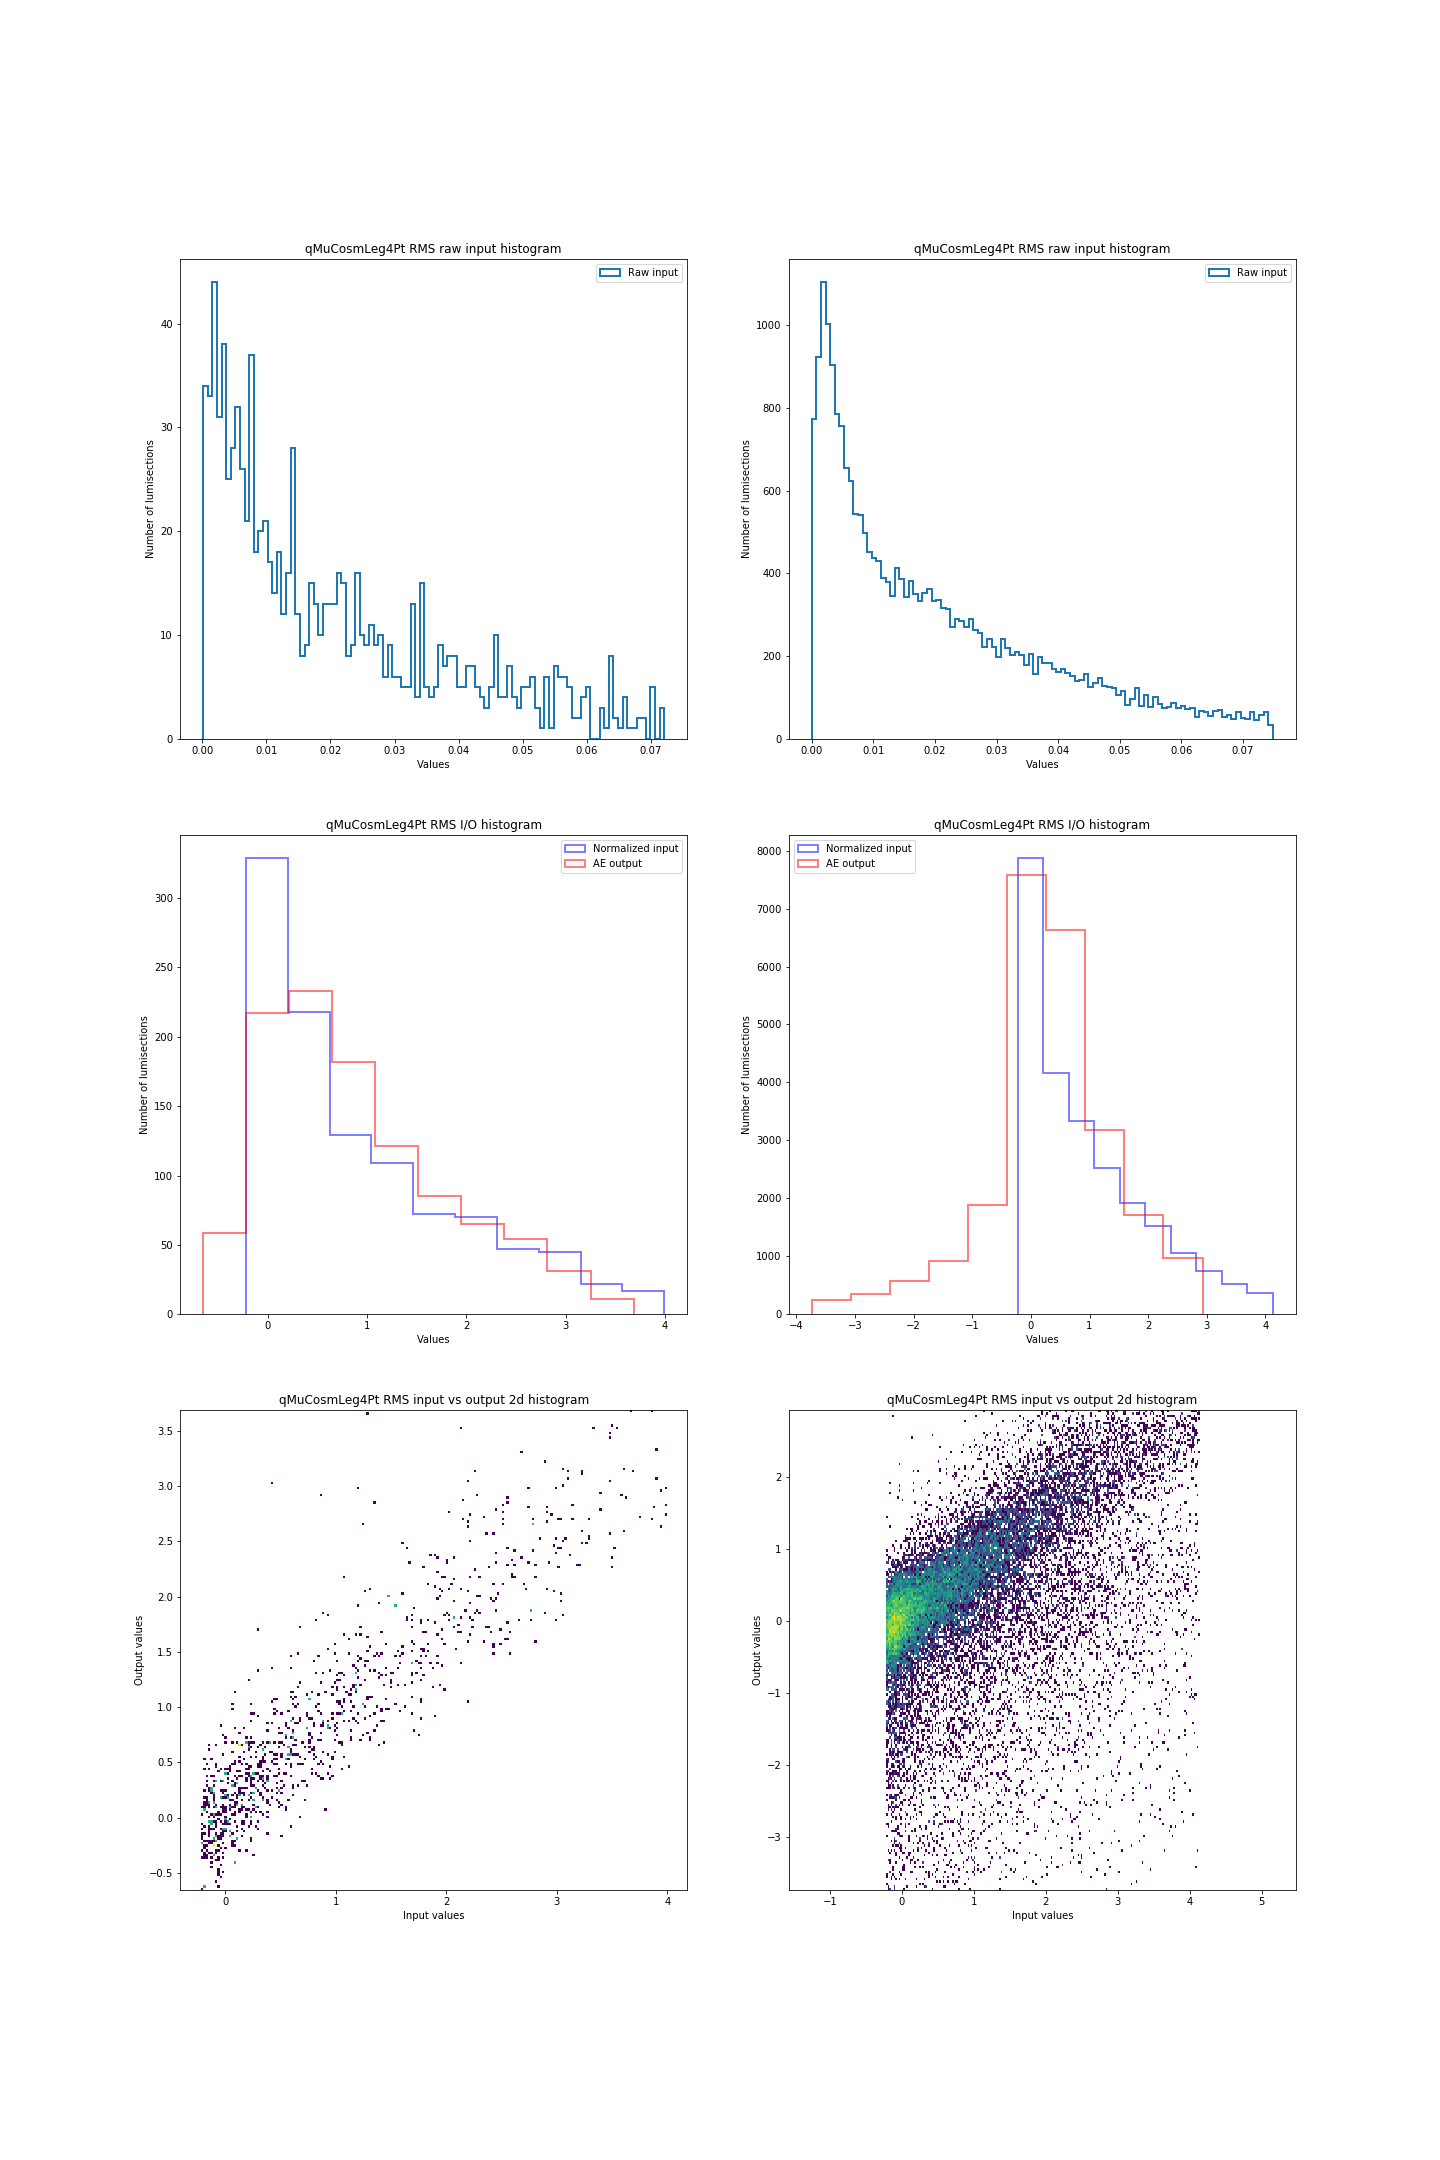 qMuCosmLeg4Pt RMS raw input histogram
Raw input
Number of lumisections
40
30
20
10
0
0.00 0.01 0.02 0.03 0.04 0.05 0.06 0.07
Values
qMuCosmLeg4Pt RMS raw input histogram
Raw input
Number of lumisections
1000
800
600
400
200
0
0.00 0.01 0.02 0.03 0.04 0.05 0.06 0.07
Values
qMuCosmLeg4Pt RMS I/O histogram
Normalized input
AE output
Number of lumisections
300
250
200
150
100
50
0
0 1 2 3 4
Values
qMuCosmLeg4Pt RMS I/O histogram
Normalized input
AE output
Number of lumisections
8000
7000
6000
5000
4000
3000
2000
1000
0
−4 −3 −2 −1 0 1 2 3 4
Values
qMuCosmLeg4Pt RMS input vs output 2d histogram
Output values
3.5
3.0
2.5
2.0
1.5
1.0
0.5
0.0
−0.5
0 1 2 3 4
Input values
qMuCosmLeg4Pt RMS input vs output 2d histogram
Output values
2
1
0
−1
−2
−3
−1 0 1 2 3 4 5
Input values